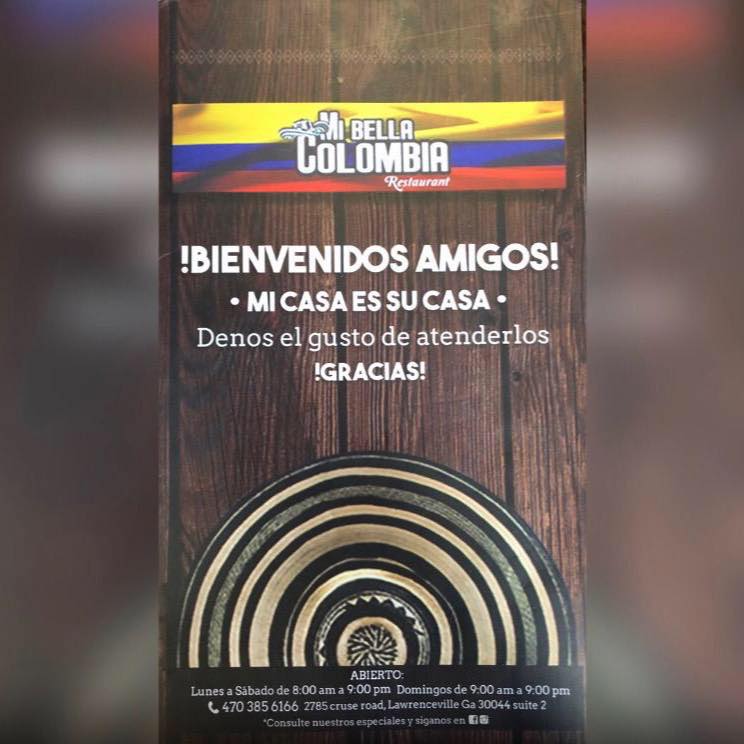 Mi BELLA
COLOMBIA
Restaurant
!BIENVENIDOS AMIGOS!
• MI CASA ES SU CASA •
Denos el gusto de atenderlos
!GRACIAS!
ABIERTO:
Lunes a Sàbado de 8:00 am a 9:00 pm Domingos de 9:00 am a 9:00 pm
470 385 6166 2785 cruse road, Lawrenceville Ga 30044 suite 2
*Consulte nuestros especiales y siganos en